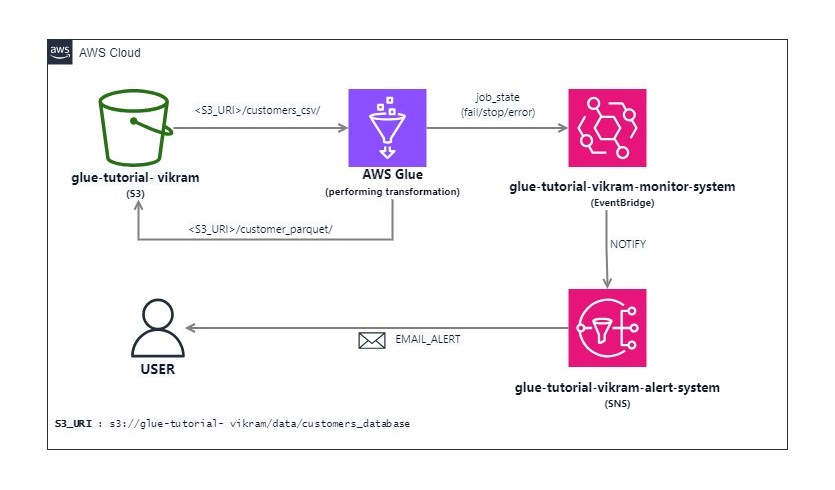 aws
AWS Cloud
<S3_URI>/customers_csv/
job_state
(fail/stop/error)
glue-tutorial- vikram
(S3)
AWS Glue
(performing transformation)
glue-tutorial-vikram-monitor-system
(EventBridge)
<S3_URI>/customer_parquet/
NOTIFY
EMAIL_ALERT
USER
glue-tutorial-vikram-alert-system
(SNS)
S3_URI : s3://glue-tutorial- vikram/data/customers_database